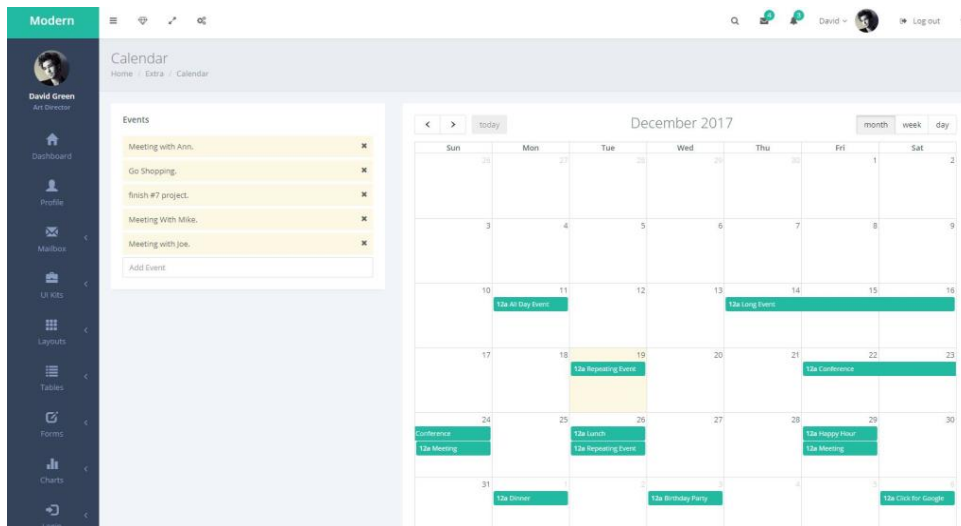 Modern
4
3
David
Log out
David Green
Art Director
Calendar
Home / Extra / Calendar
Dashboard
Profile
Mailbox
UI Kits
Layouts
Tables
Forms
Charts
Login
Events
Meeting with Ann.
Go Shopping.
finish #7 project.
Meeting With Mike.
Meeting with Joe.
Add Event
today
December 2017
month week day
Sun Mon Tue Wed Thu Fri Sat
26 27 28 29 30 1 2
3 4 5 6 7 8 9
10 11 12 13 14 15 16
12a All Day Event 12a Long Event
17 18 19 20 21 22 23
12a Repeating Event 12a Conference
24 25 26 27 28 29 30
Conference 12a Lunch 12a Happy Hour
12a Meeting 12a Repeating Event 12a Meeting
31 1 2 3 4 5 6
12a Dinner 12a Birthday Party 12a Click for Google